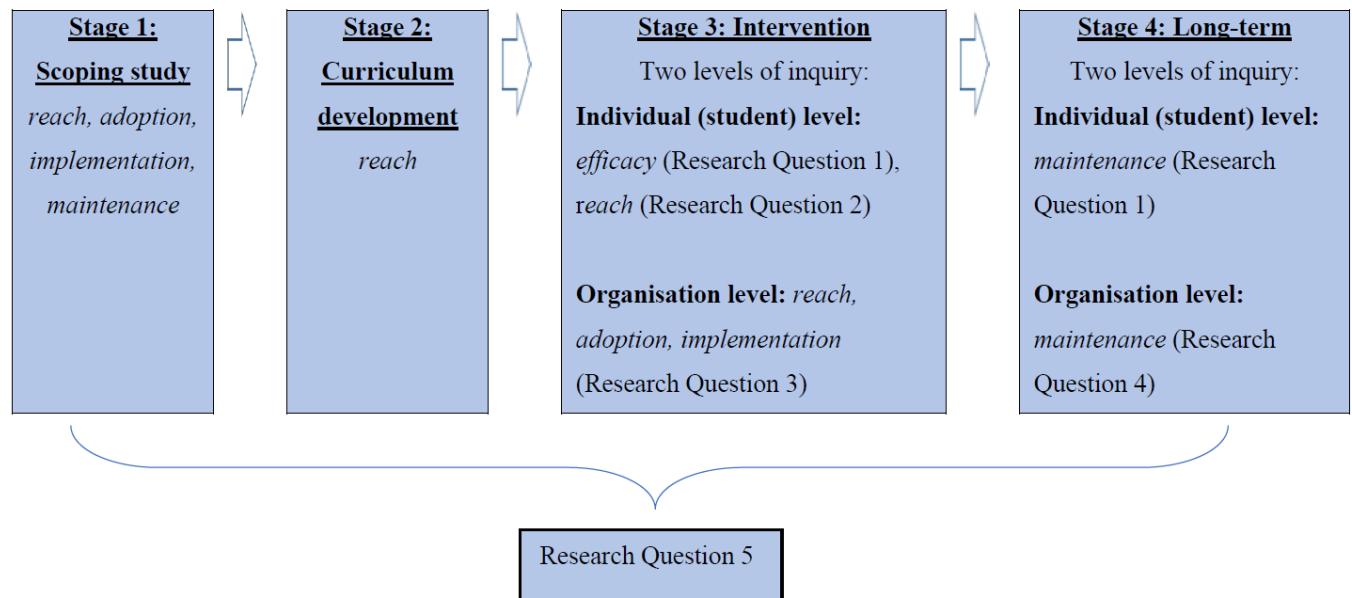 Stage 1:
Scoping study
reach, adoption,
implementation,
maintenance
Stage 2:
Curriculum
development
reach
Stage 3: Intervention
Two levels of inquiry:
Individual (student) level:
efficacy (Research Question 1),
reach (Research Question 2)
Organisation level: reach,
adoption, implementation
(Research Question 3)
Stage 4: Long-term
Two levels of inquiry:
Individual (student) level:
maintenance (Research
Question 1)
Organisation level:
maintenance (Research
Question 4)
Research Question 5